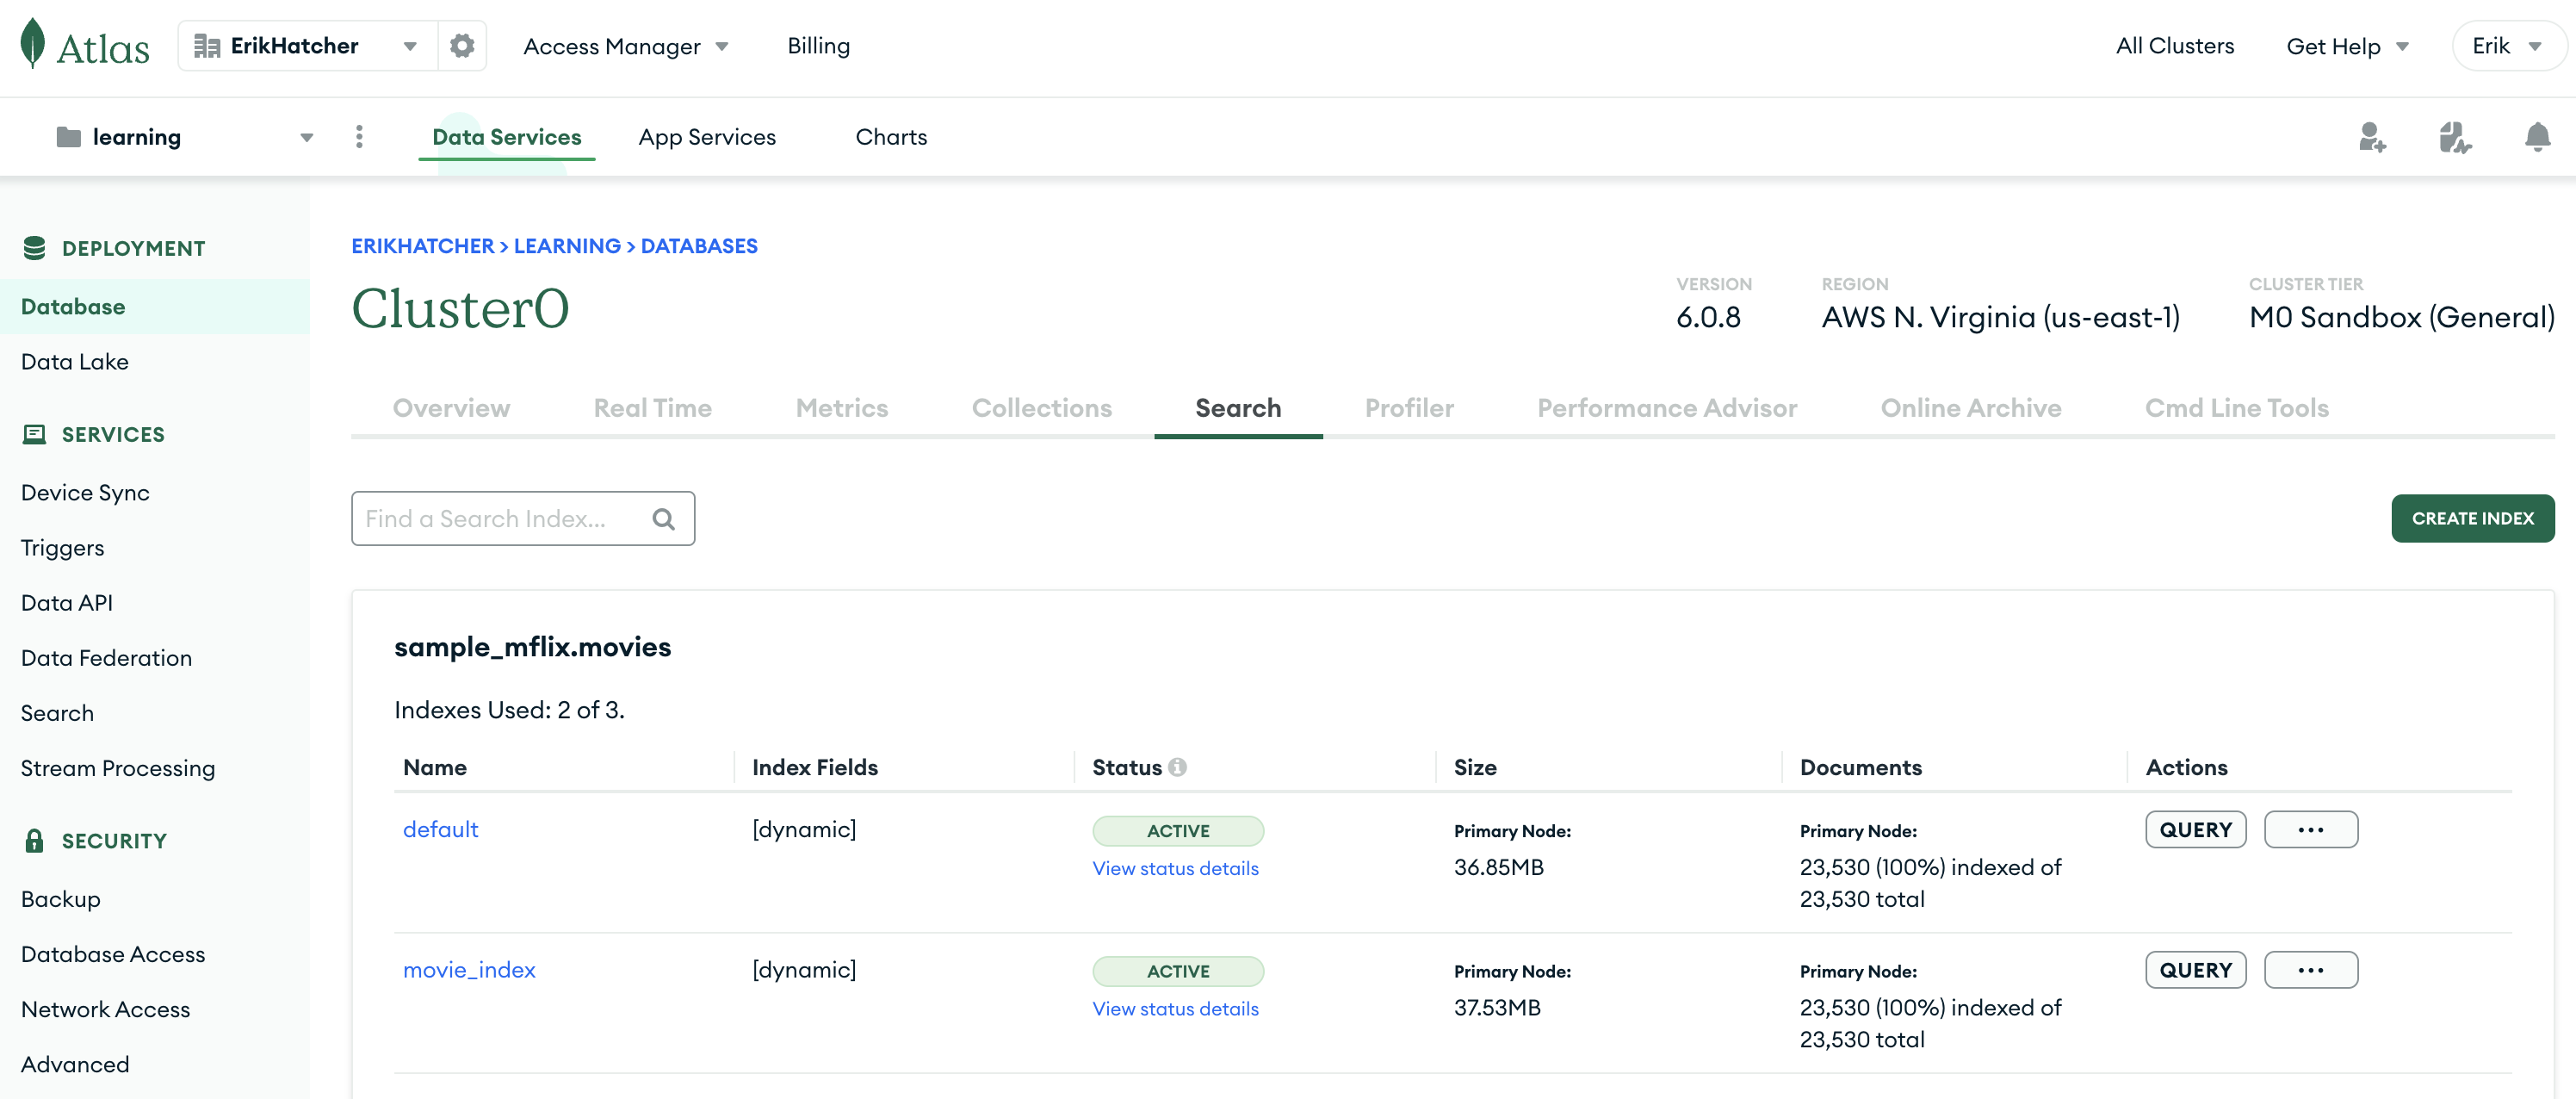 Atlas ErikHatcher Access Manager Billing All Clusters Get Help Erik
learning Data Services App Services Charts
DEPLOYMENT
Database
Data Lake
SERVICES
Device Sync
Triggers
Data API
Data Federation
Search
Stream Processing
SECURITY
Backup
Database Access
Network Access
Advanced
ERIKHATCHER > LEARNING > DATABASES
Cluster0
VERSION
6.0.8
REGION
AWS N. Virginia (us-east-1)
CLUSTER TIER
M0 Sandbox (General)
Overview Real Time Metrics Collections Search Profiler Performance Advisor Online Archive Cmd Line Tools
Find a Search Index...
CREATE INDEX
sample_mflix.movies
Indexes Used: 2 of 3.
Name Index Fields Status Size Documents Actions
default [dynamic] ACTIVE Primary Node: Primary Node: QUERY ...
View status details 36.85MB 23,530 (100%) indexed of
23,530 total
movie_index [dynamic] ACTIVE Primary Node: Primary Node: QUERY ...
View status details 37.53MB 23,530 (100%) indexed of
23,530 total